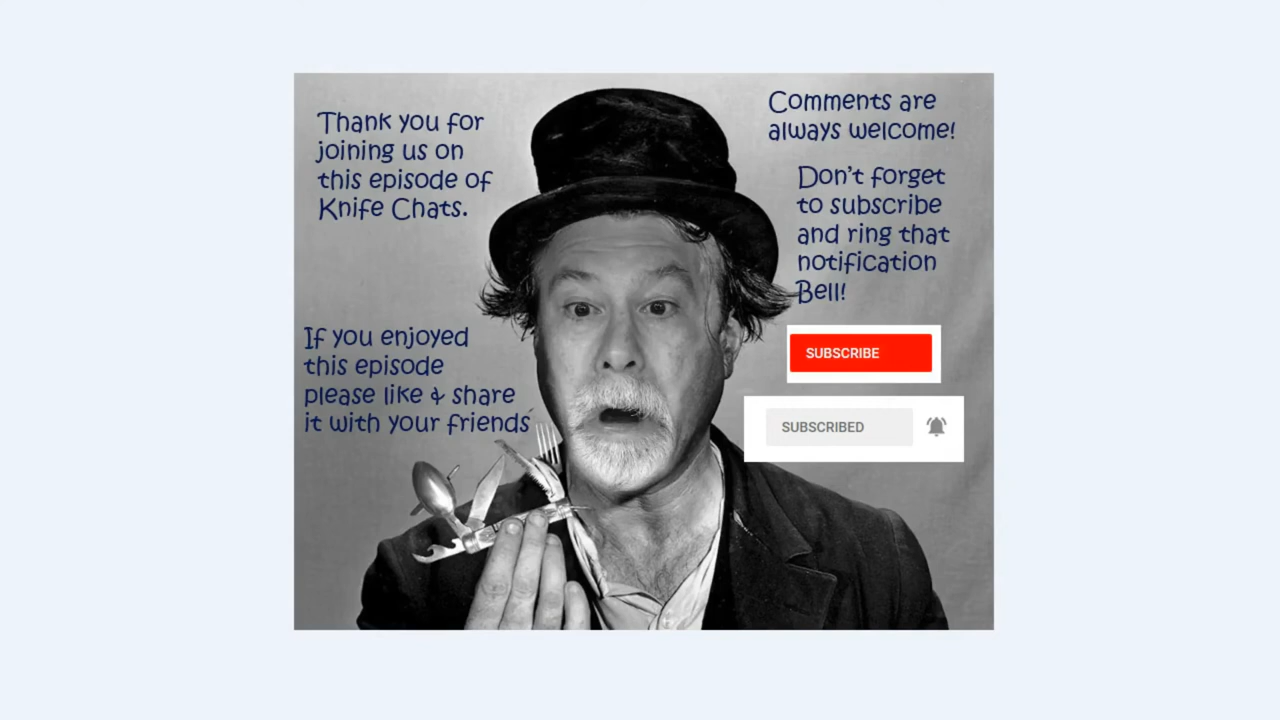 Thank you for
joining us on
this episode of
Knife Chats.
If you enjoyed
this episode
please like & share
it with your friends
Comments are
always welcome!
Don't forget
to subscribe
and ring that
notification
Bell!
SUBSCRIBE
SUBSCRIBED